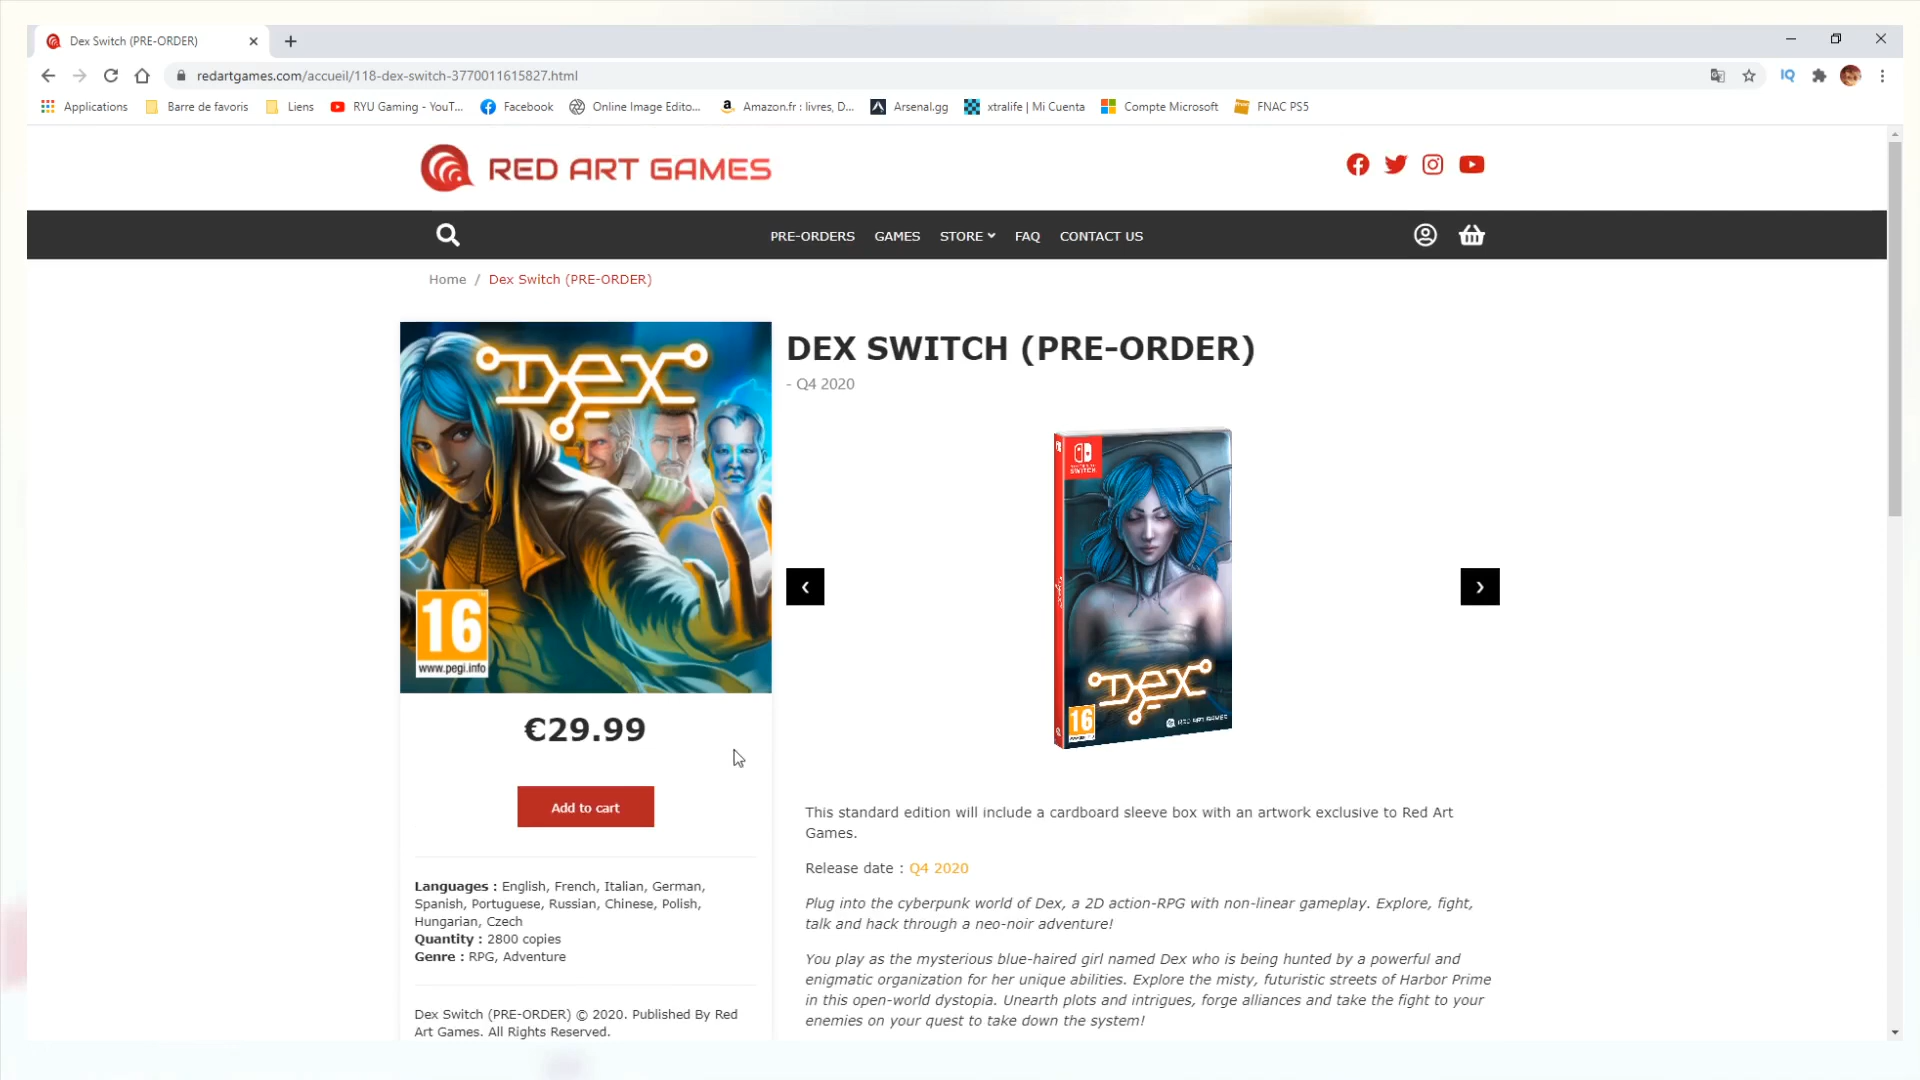 Dex Switch (PRE-ORDER)
redartgames.com/accueil/118-dex-switch-3770011615827.html
IQ
Applications
Barre de favoris
Liens
RYU Gaming - YouT...
Facebook
Online Image Edito...
Amazon.fr : livres, D...
Arsenal.gg
xtralife | Mi Cuenta
Compte Microsoft
FNAC PS5
RED ART GAMES
PRE-ORDERS GAMES STORE FAQ CONTACT US
Home / Dex Switch (PRE-ORDER)
DEX
16
www.pegi.info
€29.99
Add to cart
Languages : English, French, Italian, German,
Spanish, Portuguese, Russian, Chinese, Polish,
Hungarian, Czech
Quantity : 2800 copies
Genre : RPG, Adventure
Dex Switch (PRE-ORDER) © 2020. Published By Red
Art Games. All Rights Reserved.
DEX SWITCH (PRE-ORDER)
- Q4 2020
SWITCH
DEX
16
RED ART GAMES
This standard edition will include a cardboard sleeve box with an artwork exclusive to Red Art
Games.
Release date : Q4 2020
Plug into the cyberpunk world of Dex, a 2D action-RPG with non-linear gameplay. Explore, fight,
talk and hack through a neo-noir adventure!
You play as the mysterious blue-haired girl named Dex who is being hunted by a powerful and
enigmatic organization for her unique abilities. Explore the misty, futuristic streets of Harbor Prime
in this open-world dystopia. Unearth plots and intrigues, forge alliances and take the fight to your
enemies on your quest to take down the system!